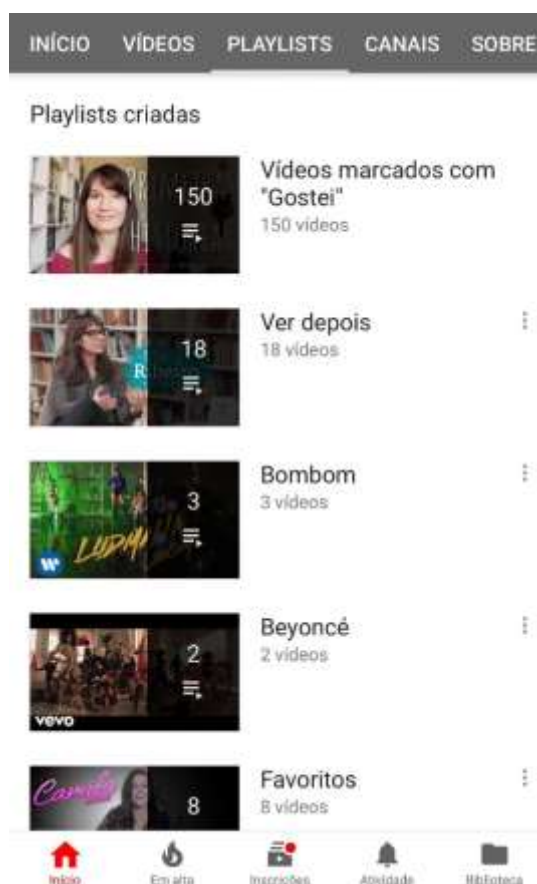 INÍCIO VÍDEOS PLAYLISTS CANAIS SOBRE
Playlists criadas
150
Vídeos marcados com
"Gostei"
150 vídeos
18
Ver depois
18 vídeos
3
LUDMILLA
Bombom
3 vídeos
2
vevo
Beyoncé
2 vídeos
Camila
8
Favoritos
8 vídeos
Início Em alta Inscrições Atividade Biblioteca